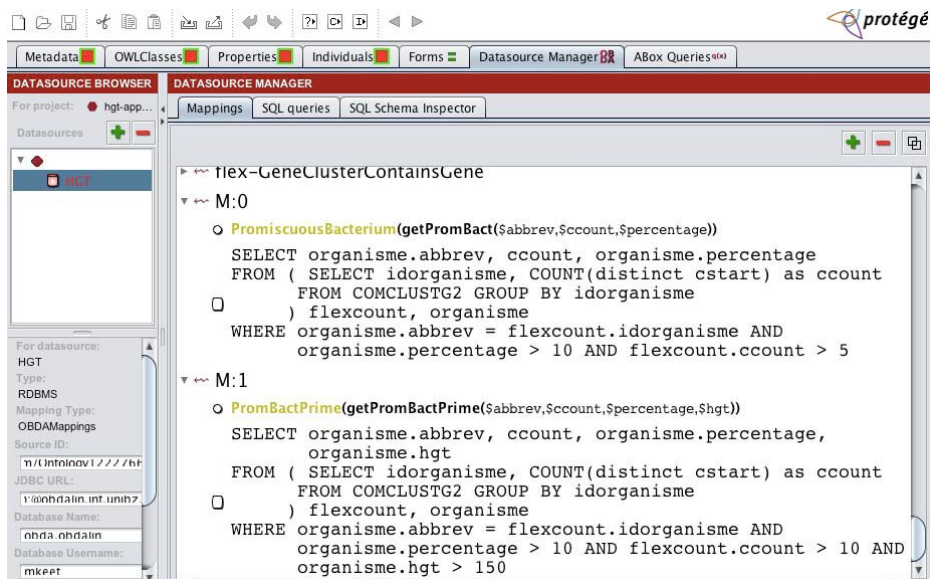 protégé
Metadata
OWLClasses
Properties
Individuals
Forms
Datasource Manager
ABox Queries q(x)
DATASOURCE BROWSER
DATASOURCE MANAGER
For project: hgt-app...
Mappings
SQL queries
SQL Schema Inspector
Datasources
HGT
flex-GeneClusterContainsGene
M:0
PromiscuousBacterium(getPromBact($abbrev,$ccount,$percentage))
SELECT organisme.abbrev, ccount, organisme.percentage
FROM ( SELECT idorganisme, COUNT(distinct cstart) as ccount
FROM COMCLUSTG2 GROUP BY idorganisme
) flexcount, organisme
WHERE organisme.abbrev = flexcount.idorganisme AND
organisme.percentage > 10 AND flexcount.ccount > 5
M:1
PromBactPrime(getPromBactPrime($abbrev,$ccount,$percentage,$hgt))
SELECT organisme.abbrev, ccount, organisme.percentage,
organisme.hgt
FROM ( SELECT idorganisme, COUNT(distinct cstart) as ccount
FROM COMCLUSTG2 GROUP BY idorganisme
) flexcount, organisme
WHERE organisme.abbrev = flexcount.idorganisme AND
organisme.percentage > 10 AND flexcount.ccount > 10 AND
organisme.hgt > 150
For datasource:
HGT
Type:
RDBMS
Mapping Type:
OBDAMappings
Source ID:
JDBC URL:
r:@obdalin.inf.unibz.
Database Name:
obda.obdalin
Database Username:
mkeet